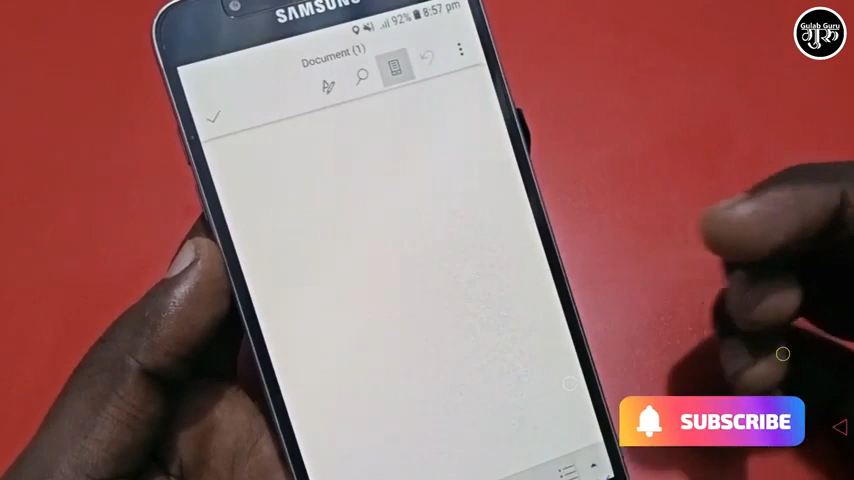 Gulab Guru
गुरु
SAMSUNG
92% 8:57 pm
Document (1)
SUBSCRIBE